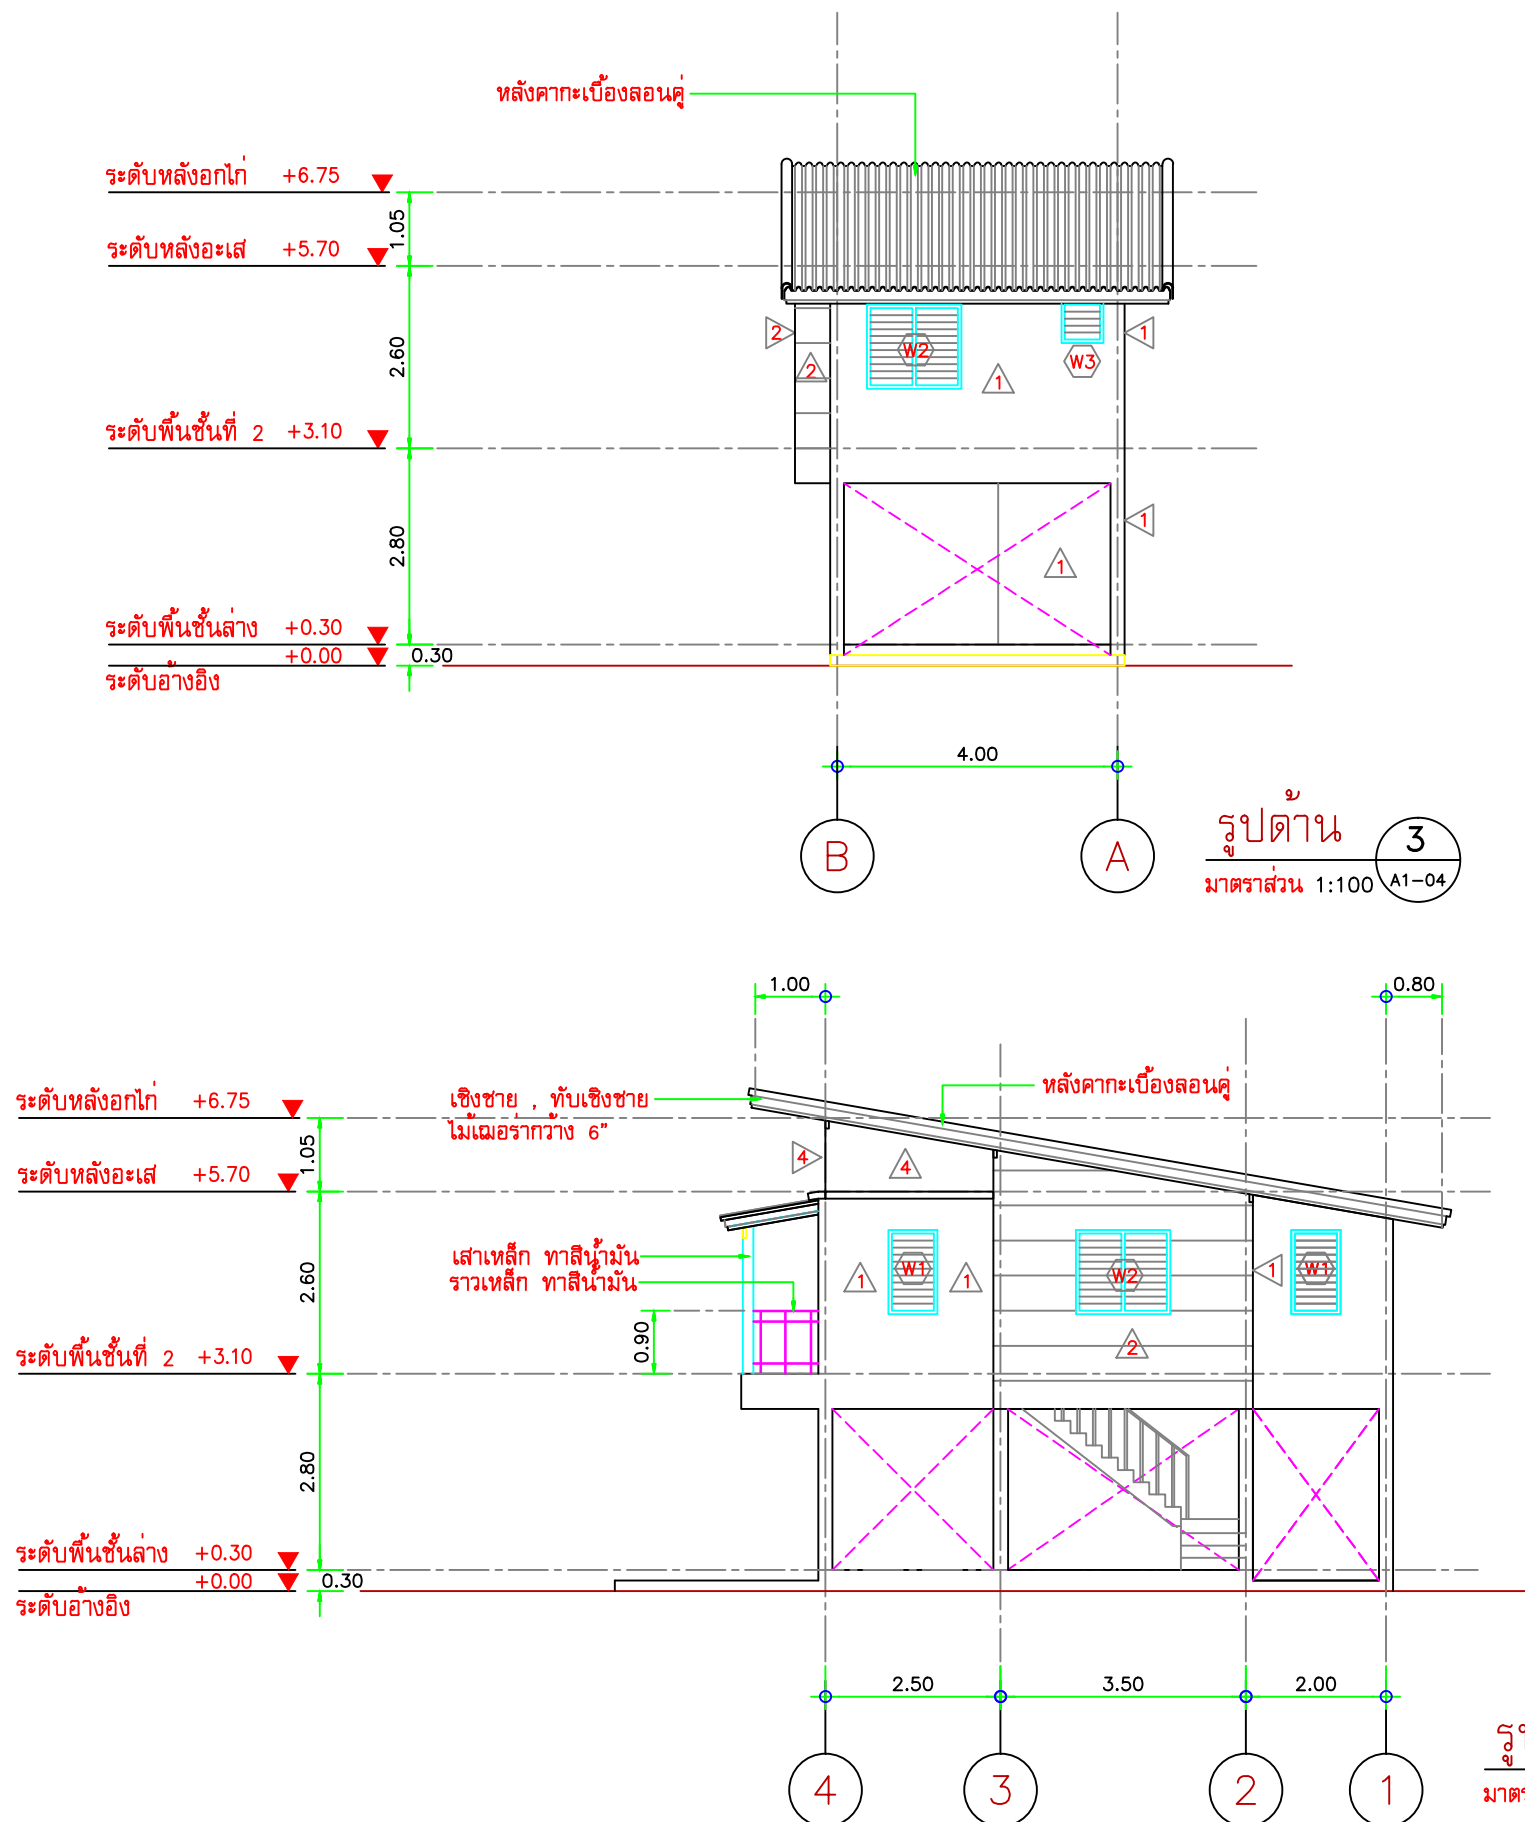 หลังคากะเบื้องลอนคู่
ระดับหลังอกไก่ +6.75
1.05
ระดับหลังอะเส +5.70
2
W2
1
W3
1
2
2.60
ระดับพื้นชั้นที่ 2 +3.10
1
2.80
1
ระดับพื้นชั้นล่าง +0.30
+0.00
0.30
ระดับอ้างอิง
4.00
B
A
รูปด้าน
3
มาตราส่วน 1:100
A1-04
1.00
0.80
หลังคากะเบื้องลอนคู่
ระดับหลังอกไก่ +6.75
เชิงชาย , ทับเชิงชาย
ไม้เฌอร่ากว้าง 6"
1.05
4
4
ระดับหลังอะเส +5.70
เสาเหล็ก ทาสีน้ำมัน
ราวเหล็ก ทาสีน้ำมัน
1
W1
1
W2
1
W1
2.60
0.90
2
ระดับพื้นชั้นที่ 2 +3.10
2.80
ระดับพื้นชั้นล่าง +0.30
+0.00
0.30
ระดับอ้างอิง
2.50
3.50
2.00
4
3
2
1